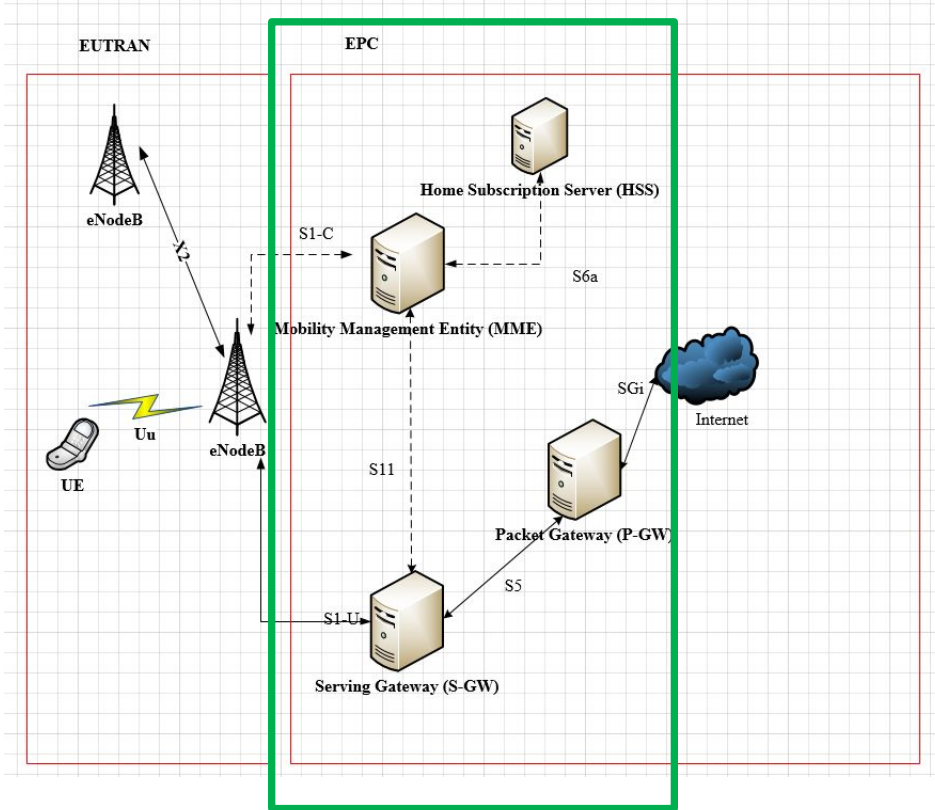 EUTRAN
EPC
eNodeB
X2
Home Subscription Server (HSS)
S1-C
S6a
Mobility Management Entity (MME)
SGi
Internet
Uu
eNodeB
UE
S11
Packet Gateway (P-GW)
S5
S1-U
Serving Gateway (S-GW)